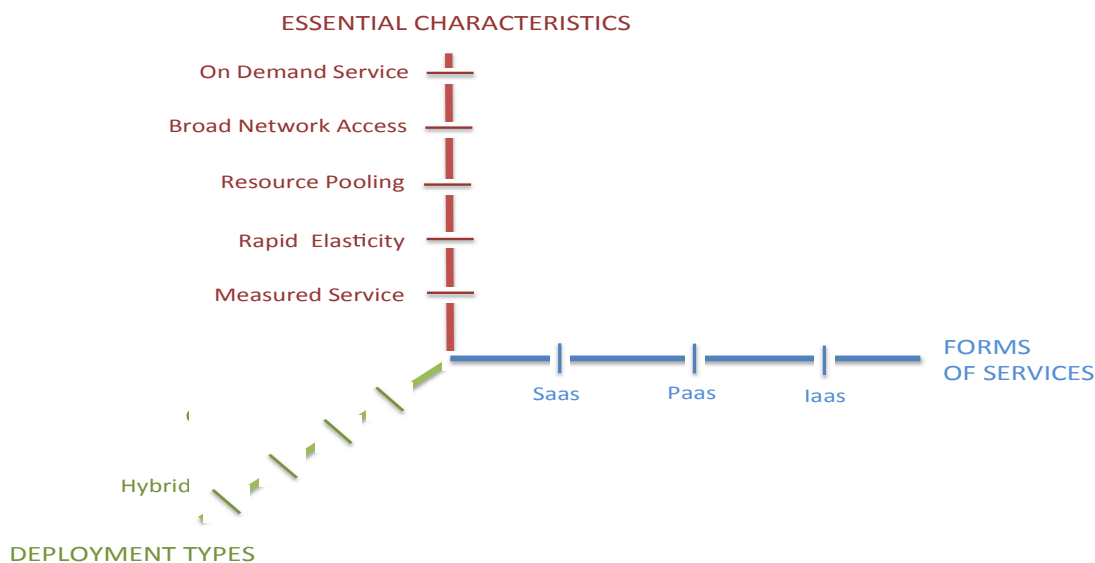 ESSENTIAL CHARACTERISTICS
On Demand Service
Broad Network Access
Resource Pooling
Rapid Elasticity
Measured Service
FORMS
OF SERVICES
Saas
Paas
Iaas
Hybrid
DEPLOYMENT TYPES